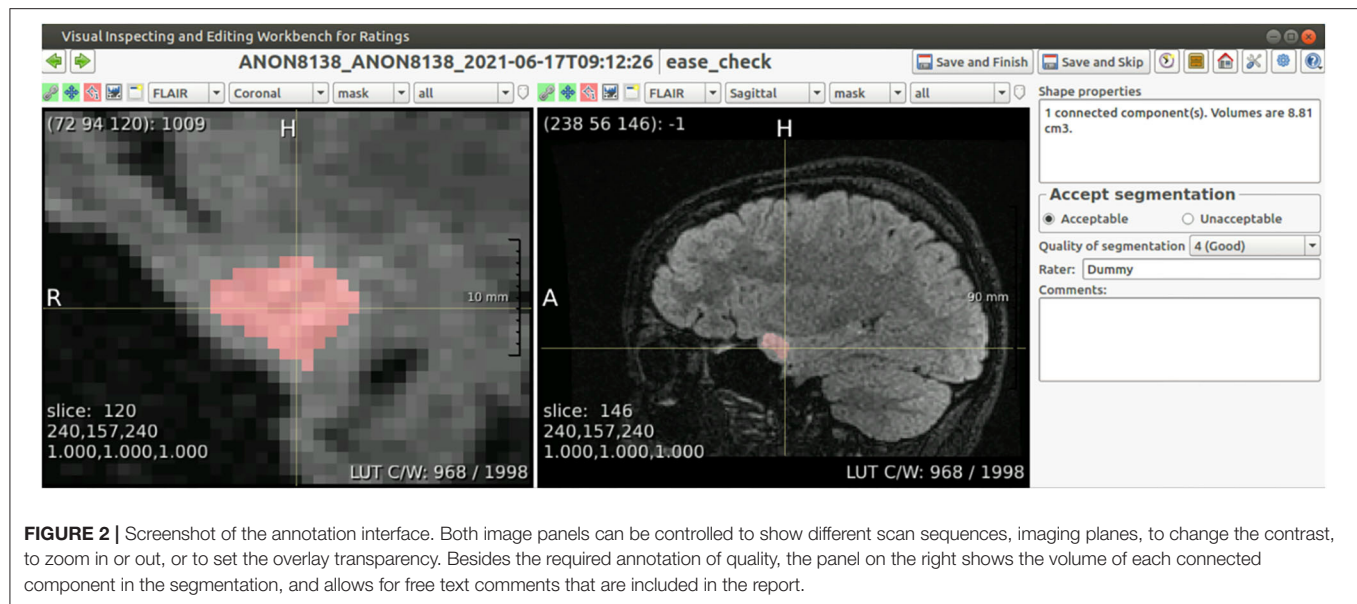 Visual Inspecting and Editing Workbench for Ratings
ANON8138_ANON8138_2021-06-17T09:12:26 ease_check Save and Finish Save and Skip
FLAIR Coronal mask all FLAIR Sagittal mask all
(72 94 120): 1009 H
R
10 mm
slice: 120
240,157,240
1.000,1.000,1.000
LUT C/W: 968 / 1998
(238 56 146): -1 H
A
90 mm
slice: 146
240,157,240
1.000,1.000,1.000
LUT C/W: 968 / 1998
Shape properties
1 connected component(s). Volumes are 8.81
cm3.
Accept segmentation
Acceptable Unacceptable
Quality of segmentation 4 (Good)
Rater: Dummy
Comments:
FIGURE 2 | Screenshot of the annotation interface. Both image panels can be controlled to show different scan sequences, imaging planes, to change the contrast,
to zoom in or out, or to set the overlay transparency. Besides the required annotation of quality, the panel on the right shows the volume of each connected
component in the segmentation, and allows for free text comments that are included in the report.